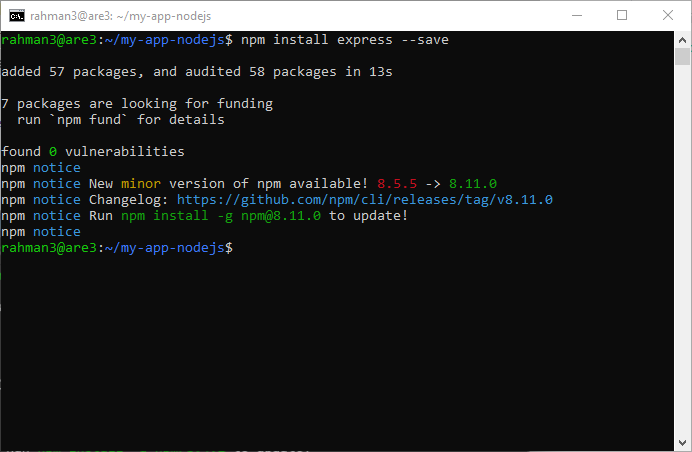 rahman3@are3: ~/my-app-nodejs
rahman3@are3:~/my-app-nodejs$ npm install express --save
added 57 packages, and audited 58 packages in 13s
7 packages are looking for funding
  run `npm fund` for details
found 0 vulnerabilities
npm notice
npm notice New minor version of npm available! 8.5.5 -> 8.11.0
npm notice Changelog: https://github.com/npm/cli/releases/tag/v8.11.0
npm notice Run npm install -g npm@8.11.0 to update!
npm notice
rahman3@are3:~/my-app-nodejs$